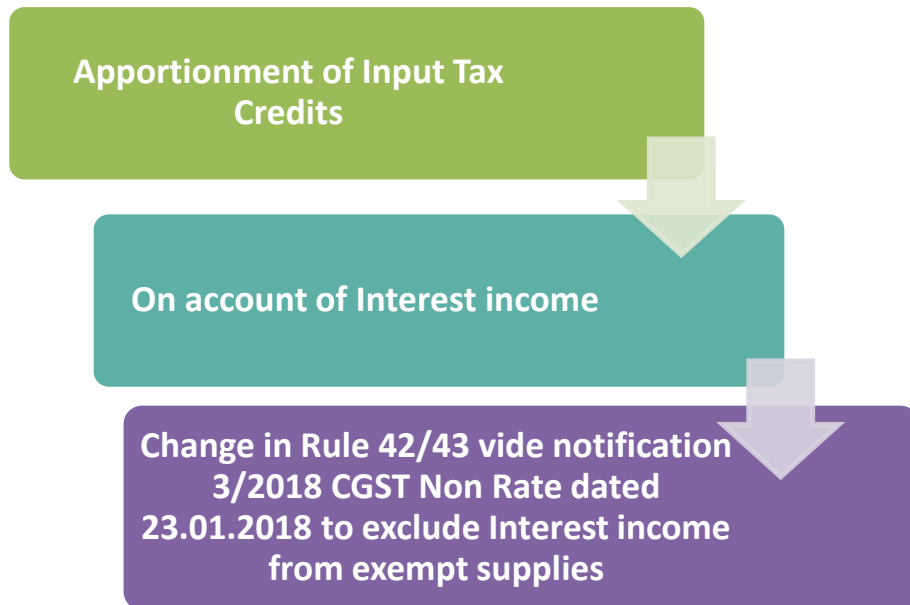 Apportionment of Input Tax
Credits
On account of Interest income
Change in Rule 42/43 vide notification
3/2018 CGST Non Rate dated
23.01.2018 to exclude Interest income
from exempt supplies